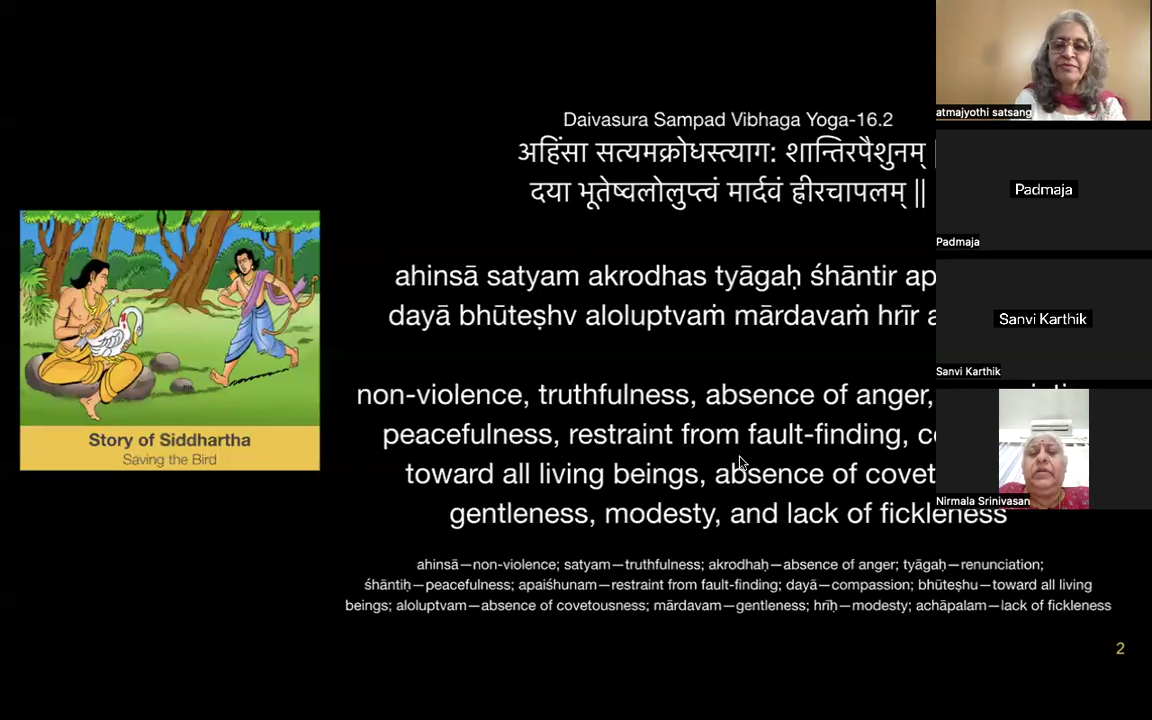 Daivasura Sampad Vibhaga Yoga-16.2
अहिंसा सत्यमक्रोधस्त्याग: शान्तिरपैशुनम् |
दया भूतेष्वलोलुप्त्वं मार्दवं ह्रीरचापलम् ||
ahinsā satyam akrodhas tyāgaḥ śhāntir ap
dayā bhūteṣhv aloluptvaṁ mārdavaṁ hrīr a
non-violence, truthfulness, absence of anger,
peacefulness, restraint from fault-finding, c
toward all living beings, absence of covet
gentleness, modesty, and lack of fickleness
ahinsā—non-violence; satyam—truthfulness; akrodhaḥ—absence of anger; tyāgaḥ—renunciation;
śhāntiḥ—peacefulness; apaiśhunam—restraint from fault-finding; dayā—compassion; bhūteṣhu—toward all living
beings; aloluptvam—absence of covetousness; mārdavam—gentleness; hrīḥ—modesty; achāpalam—lack of fickleness
2
Story of Siddhartha
Saving the Bird
atmajyothi satsang
Padmaja
Padmaja
Sanvi Karthik
Sanvi Karthik
Nirmala Srinivasan